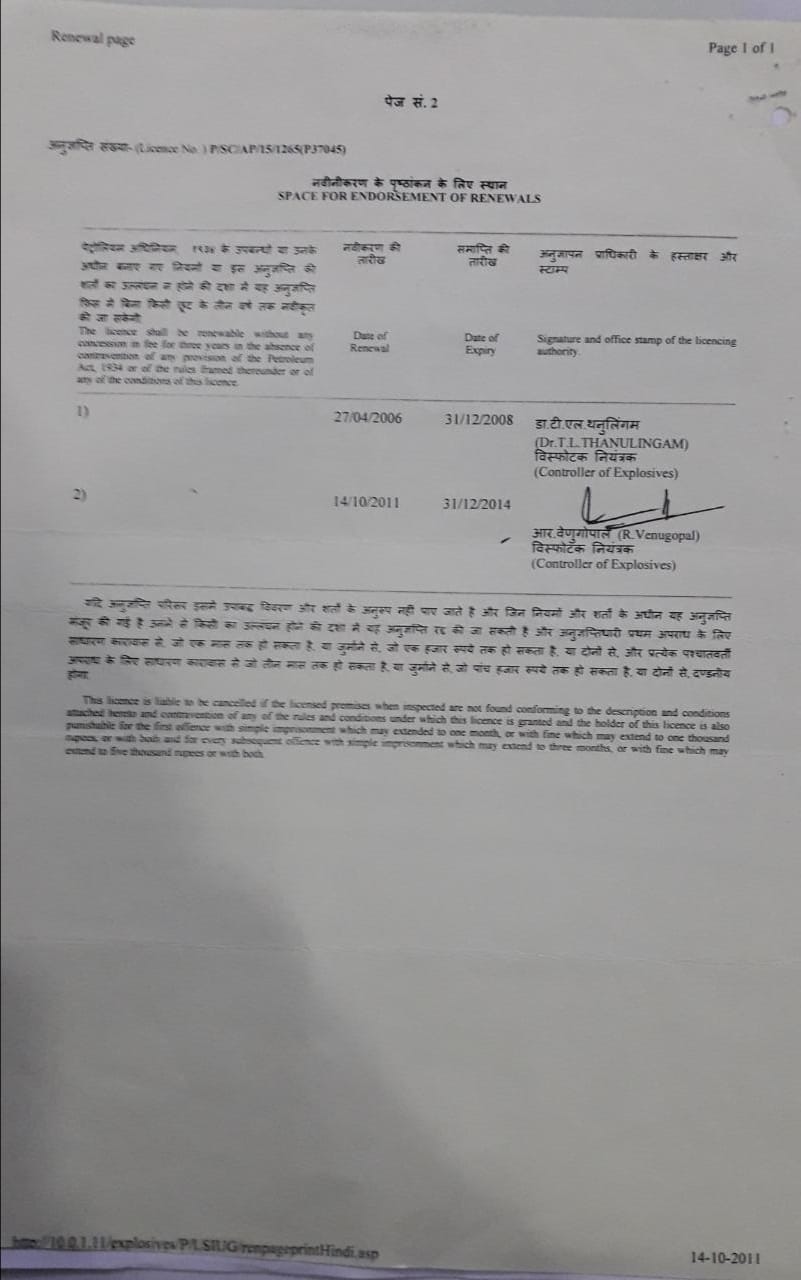 Renewal page
Page 1 of 1
पेज सं. 2
अनुज्ञप्ति संख्या- (Licence No. ) P/SC/AP/15/1265(P37045)
नवीनीकरण के पृष्ठांकन के लिए स्थान
SPACE FOR ENDORSEMENT OF RENEWALS
पेट्रोलियम अधिनियम, १९३४ के उपबन्धों या उनके
अधीन बनाए गए नियमों या इस अनुज्ञप्ति की
शर्तों का उल्लंघन न होने की दशा में यह अनुज्ञप्ति
फिस में बिना किसी छूट के तीन वर्ष तक नवीकृत
की जा सकेगी
नवीकरण की
तारीख
समाप्ति की
तारीख
अनुज्ञापन प्राधिकारी के हस्ताक्षर और
स्टाम्प
The licence shall be renewable without any
concession in fee for three years in the absence of
contravention of any provision of the Petroleum
Act, 1934 or of the rules framed thereunder or of
any of the conditions of this licence.
Date of
Renewal
Date of
Expiry
Signature and office stamp of the licencing
authority.
1)
27/04/2006
31/12/2008
डा.टी.एल.थनुलिंगम
(Dr.T.L.THANULINGAM)
विस्फोटक नियंत्रक
(Controller of Explosives)
2)
14/10/2011
31/12/2014
आर.वेणुगोपाल (R.Venugopal)
विस्फोटक नियंत्रक
(Controller of Explosives)
यदि अनुज्ञप्ति परिसर इसमे उपाबद्ध विवरण और शर्तों के अनुरूप नहीं पाए जाते है और जिन नियमों और शर्तों के अधीन यह अनुज्ञप्ति
मंजूर की गई है उनमे से किसी का उल्लंघन होने की दशा में यह अनुज्ञप्ति रद्द की जा सकती है और अनुज्ञप्तिधारी प्रथम अपराध के लिए
साधारण कारावास से, जो एक मास तक हो सकता है, या जुर्माने से, जो एक हजार रुपये तक हो सकता है, या दोनों से, और प्रत्येक पश्चातवर्ती
अपराध के लिए साधारण कारावास से जो तीन मास तक हो सकता है, या जुर्माने से, जो पांच हजार रुपये तक हो सकता है, या दोनों से, दण्डनीय
होगा.
This licence is liable to be cancelled if the licensed premises when inspected are not found conforming to the description and conditions
attached hereto and contravention of any of the rules and conditions under which this licence is granted and the holder of this licence is also
punishable for the first offence with simple imprisonment which may extended to one month, or with fine which may extend to one thousand
rupees, or with both and for every subsequent offence with simple imprisonment which may extend to three months, or with fine which may
extend to five thousand rupees or with both.
http://10.0.1.11/explosives/P/LSIUG/renpageprintHindi.asp
14-10-2011